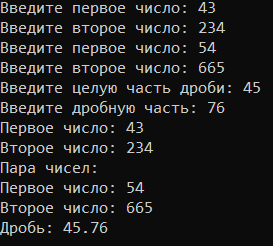 Введите первое число: 43
Введите второе число: 234
Введите первое число: 54
Введите второе число: 665
Введите целую часть дроби: 45
Введите дробную часть: 76
Первое число: 43
Второе число: 234
Пара чисел:
Первое число: 54
Второе число: 665
Дробь: 45.76